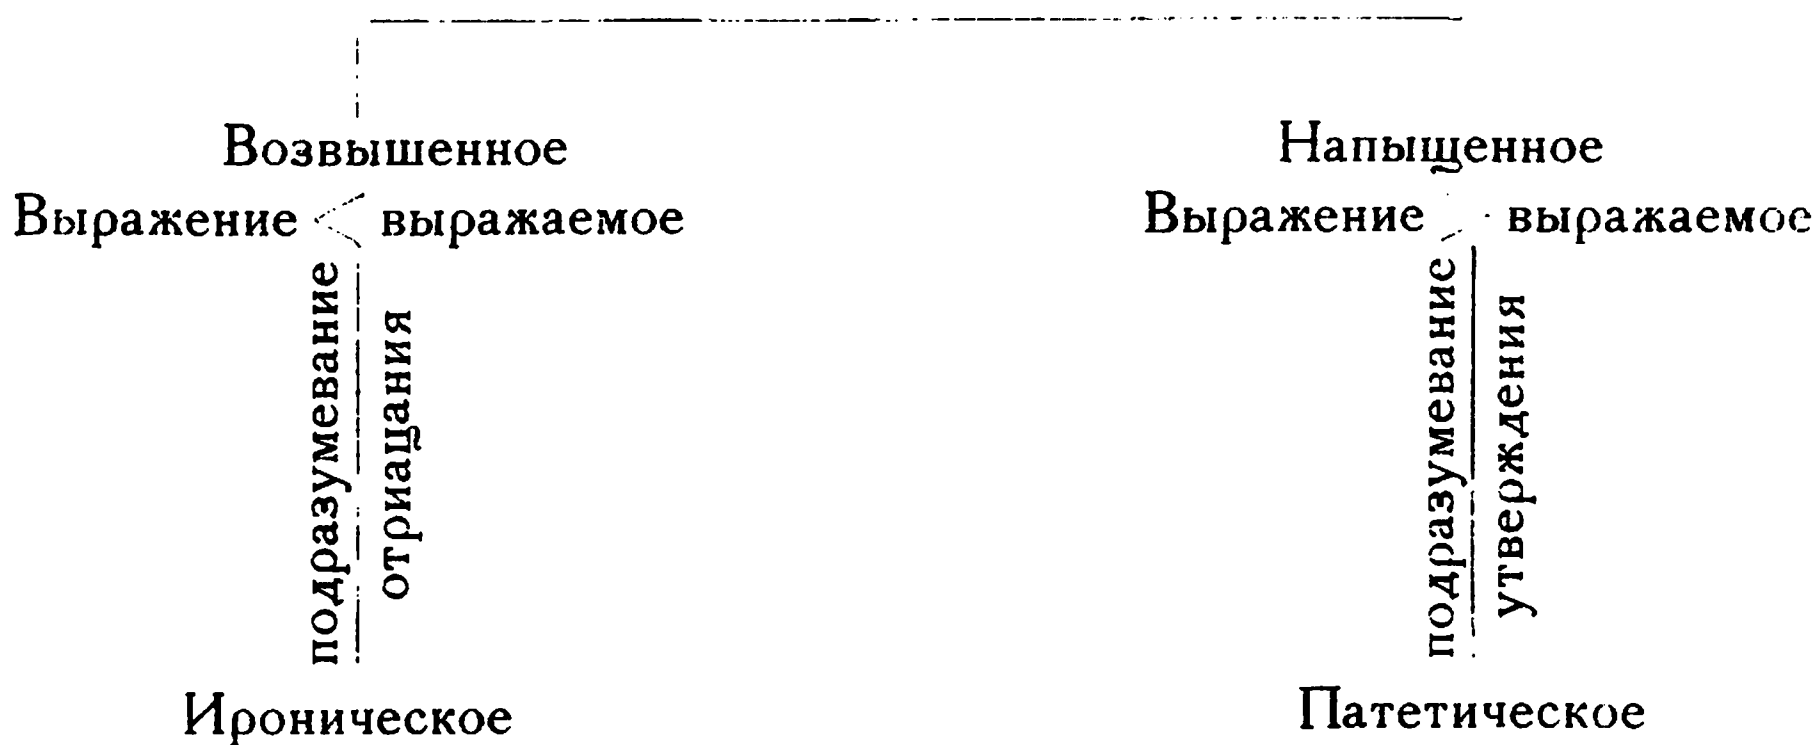 Возвышенное
Напыщенное
Выражение < выражаемое
Выражение выражаемое
подразумевание
отриацания
подразумевание
утверждения
Ироническое
Патетическое